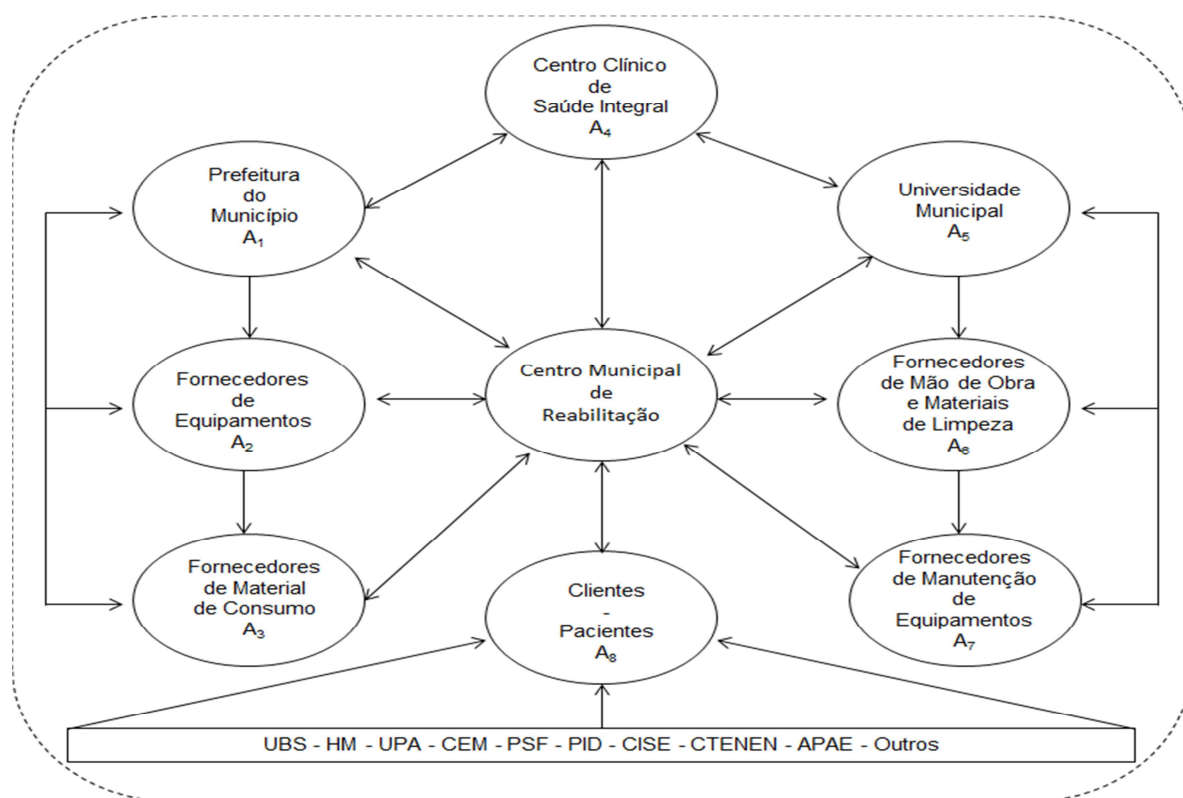 Centro Clínico
de
Saúde Integral
A₄
Prefeitura
do
Município
A₁
Universidade
Municipal
A₅
Fornecedores
de
Equipamentos
A₂
Centro Municipal
de
Reabilitação
Fornecedores
de Mão de Obra
e Materiais
de Limpeza
A₆
Fornecedores
de Material
de Consumo
A₃
Clientes
-
Pacientes
A₈
Fornecedores
de Manutenção
de
Equipamentos
A₇
UBS - HM - UPA - CEM - PSF - PID - CISE - CTENEN - APAE - Outros